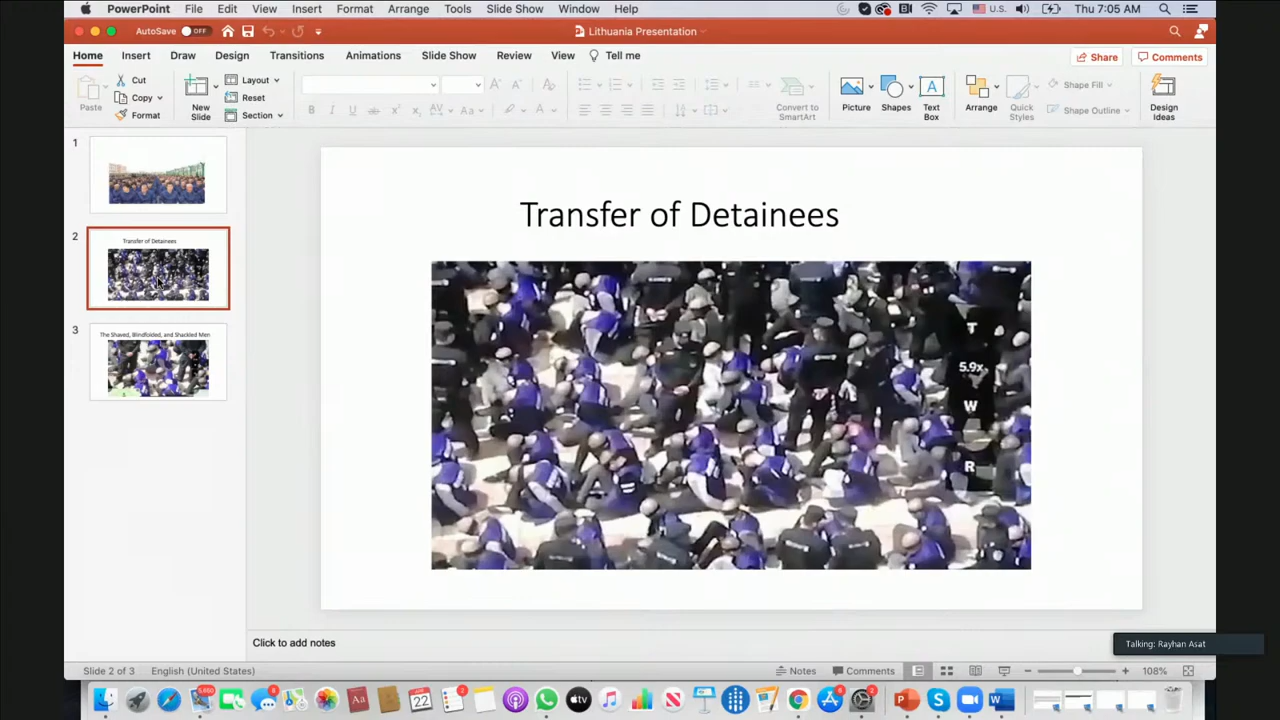 PowerPoint File Edit View Insert Format Arrange Tools Slide Show Window Help U.S. Thu 7:05 AM
AutoSave OFF Lithuania Presentation
Home Insert Draw Design Transitions Animations Slide Show Review View Tell me Share Comments
Paste Cut Copy Format New Slide Layout Reset Section Convert to SmartArt Picture Shapes Text Box Arrange Quick Styles Shape Fill Shape Outline Design Ideas
1
2
Transfer of Detainees
3
The Shaved, Blindfolded, and Shackled Men
Transfer of Detainees
T
5.9x
W
R
Click to add notes
Talking: Rayhan Asat
Slide 2 of 3 English (United States) Notes Comments 108%
22